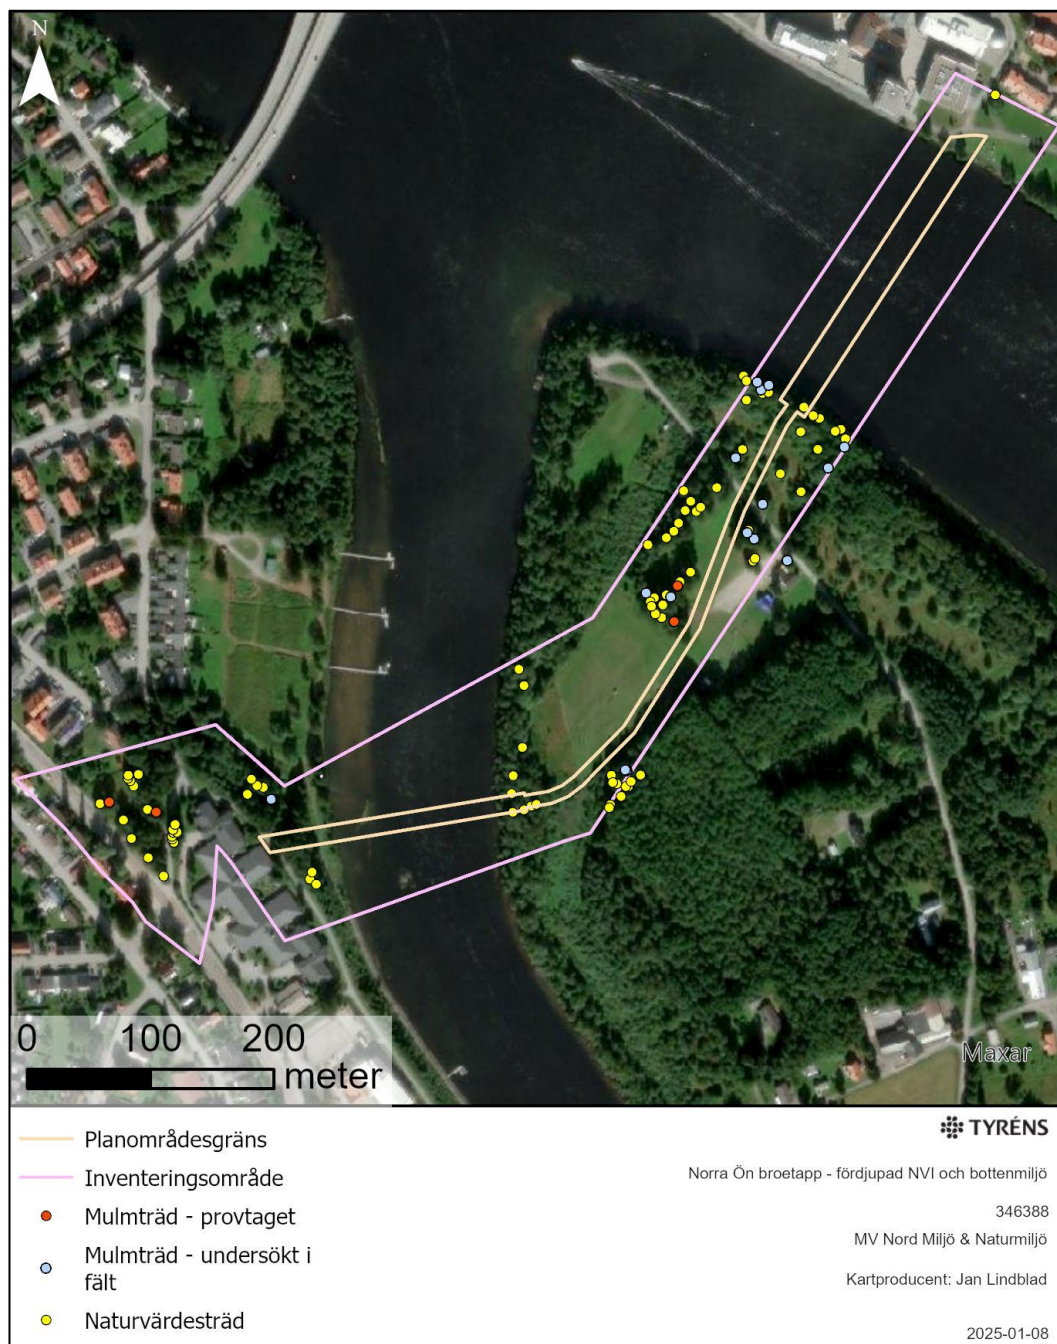 N
0 100 200
meter
Maxar
Planområdesgräns
Inventeringsområde
Mulmträd - provtaget
Mulmträd - undersökt i
fält
Naturvärdesträd
TYRÉNS
Norra Ön broetapp - fördjupad NVI och bottenmiljö
346388
MV Nord Miljö & Naturmiljö
Kartproducent: Jan Lindblad
2025-01-08